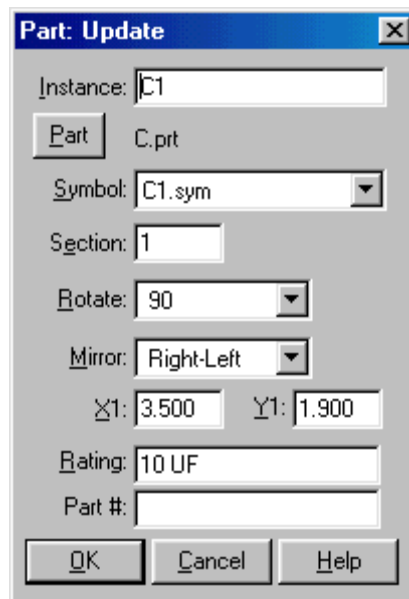 Part: Update
Instance: C1
Part C.prt
Symbol: C1.sym
Section: 1
Rotate: 90
Mirror: Right-Left
X1: 3.500 Y1: 1.900
Rating: 10 UF
Part #:
OK Cancel Help